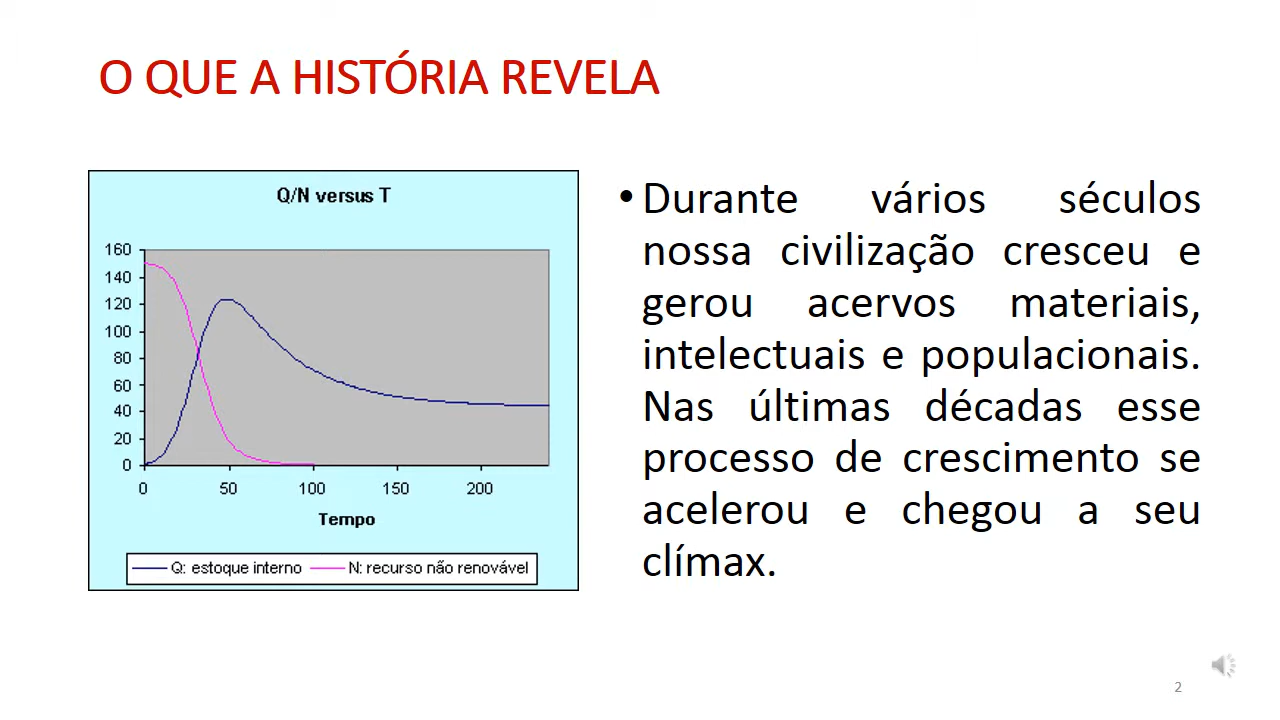 O QUE A HISTÓRIA REVELA
Q/N versus T
160
140
120
100
80
60
40
20
0
0 50 100 150 200
Tempo
Q: estoque interno N: recurso não renovável
• Durante vários séculos
nossa civilização cresceu e
gerou acervos materiais,
intelectuais e populacionais.
Nas últimas décadas esse
processo de crescimento se
acelerou e chegou a seu
clímax.
2